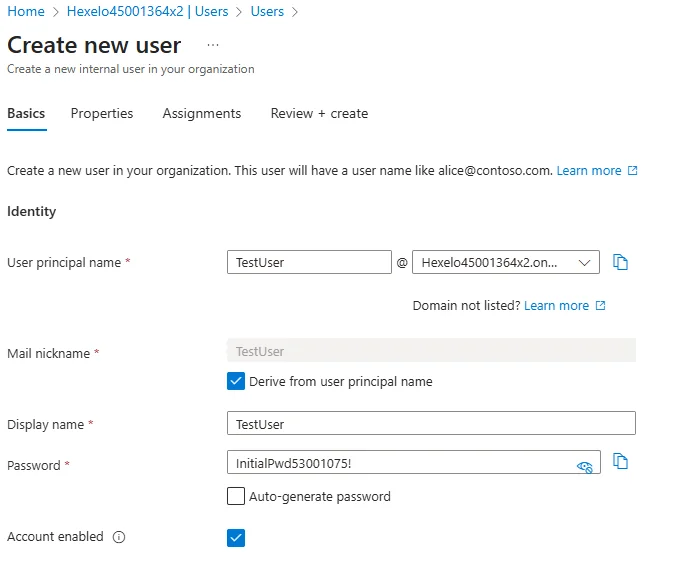 Home > Hexelo45001364x2 | Users > Users >
Create new user ...
Create a new internal user in your organization
Basics Properties Assignments Review + create
Create a new user in your organization. This user will have a user name like alice@contoso.com. Learn more
Identity
User principal name * TestUser @ Hexelo45001364x2.on...
Domain not listed? Learn more
Mail nickname * TestUser
Derive from user principal name
Display name * TestUser
Password * InitialPwd53001075!
Auto-generate password
Account enabled